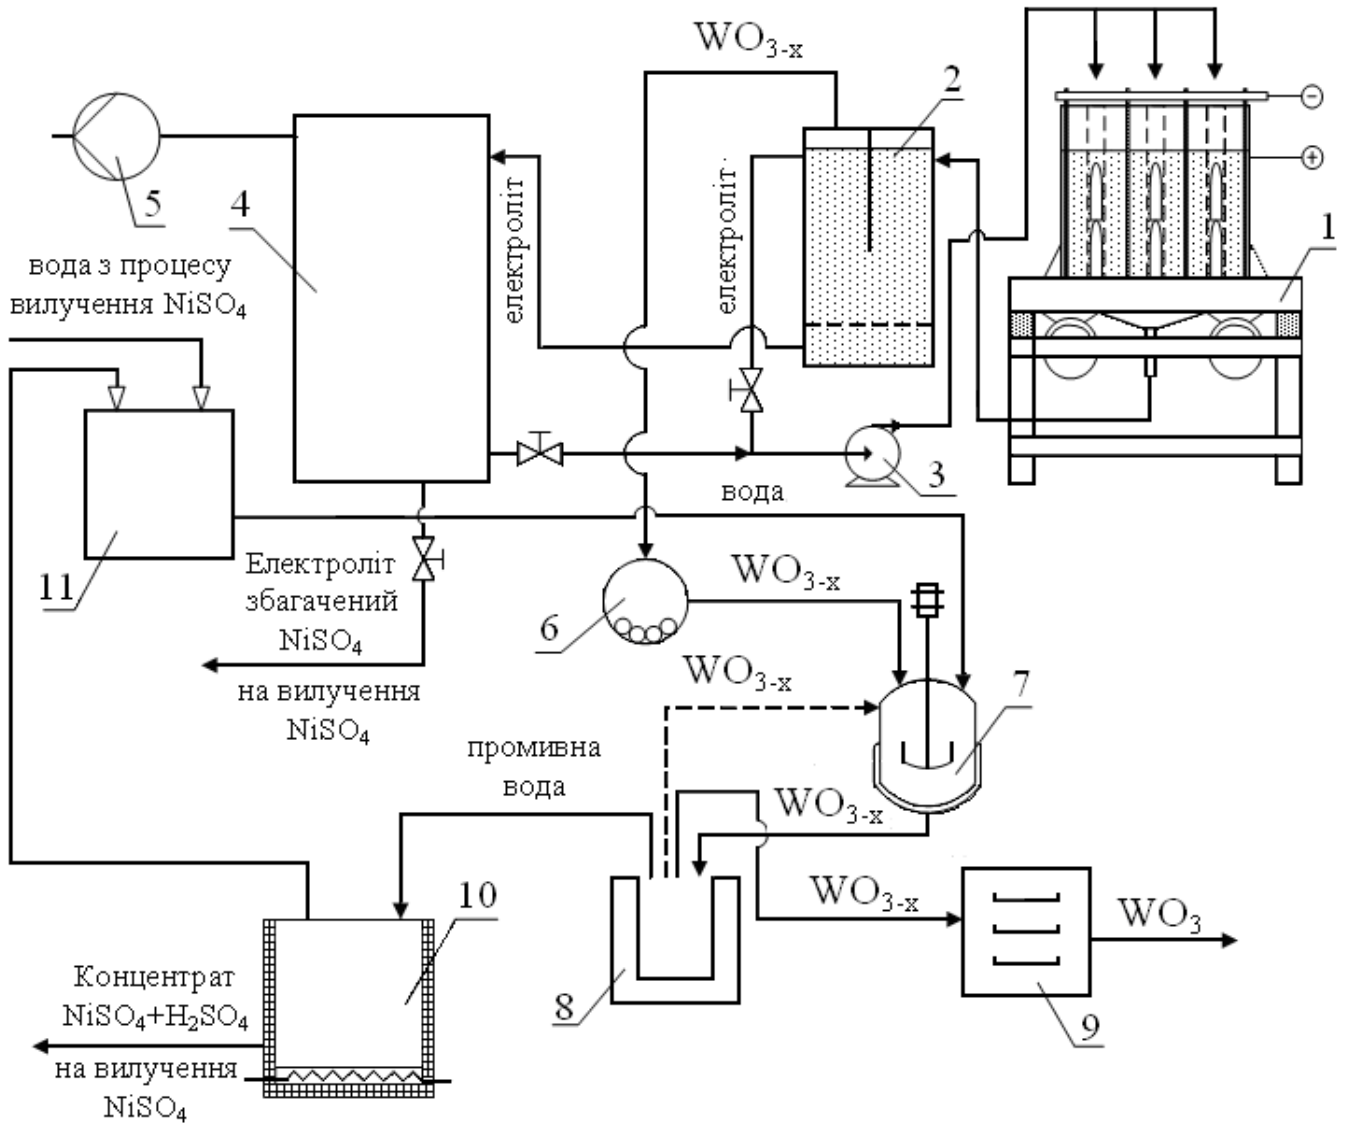 WO3-x
2
−
+
5
4
1
вода з процесу
вилучення NiSO4
електроліт
електроліт
3
вода
11
Електроліт
збагачений
NiSO4
на вилучення
NiSO4
WO3-x
6
WO3-x
7
промивна
вода
WO3-x
10
WO3-x
WO3
Концентрат
NiSO4+H2SO4
на вилучення
NiSO4
8
9